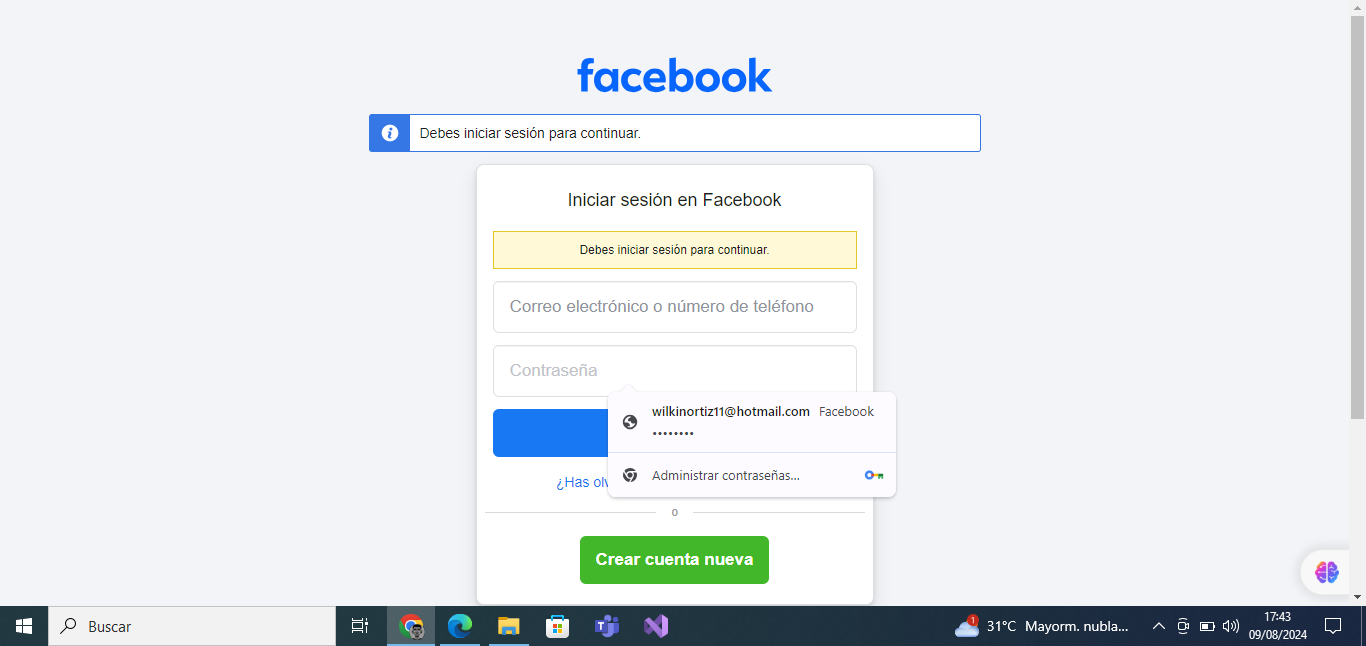 facebook
Debes iniciar sesión para continuar.
Iniciar sesión en Facebook
Debes iniciar sesión para continuar.
Correo electrónico o número de teléfono
Contraseña
wilkinortiz11@hotmail.com Facebook
••••••••
Administrar contraseñas...
¿Has olv
o
Crear cuenta nueva
Buscar
1
31°C Mayorm. nubla...
17:43
09/08/2024